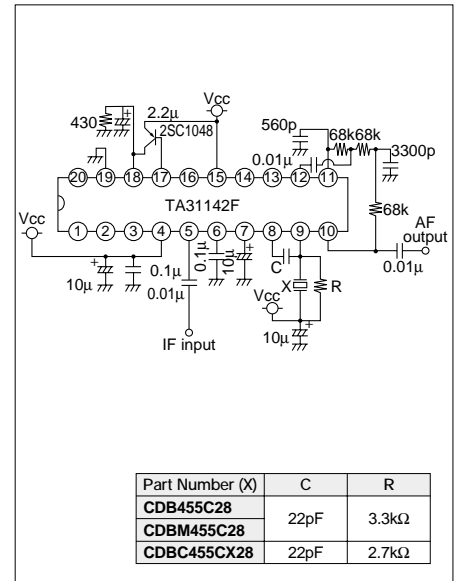 Vcc
2.2μ
430
2SC1048
560p
68k 68k
0.01μ
3300p
20 19 18 17 16 15 14 13 12 11
TA31142F
68k
1 2 3 4 5 6 7 8 9 10
Vcc
AF
output
0.01μ
10μ
0.1μ
0.01μ
0.1μ
10μ
C
X
R
Vcc
10μ
IF input
Part Number (X) C R
CDB455C28
22pF 3.3kΩ
CDBM455C28
CDBC455CX28 22pF 2.7kΩ